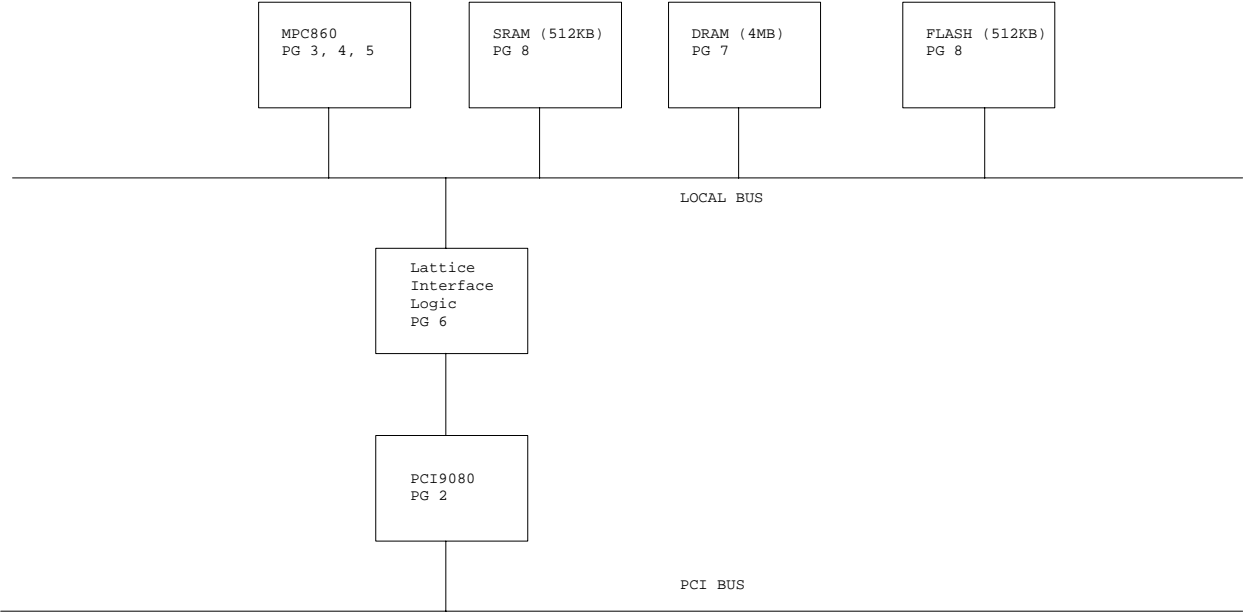 MPC860
PG 3, 4, 5
SRAM (512KB)
PG 8
DRAM (4MB)
PG 7
FLASH (512KB)
PG 8
LOCAL BUS
Lattice
Interface
Logic
PG 6
PCI9080
PG 2
PCI BUS